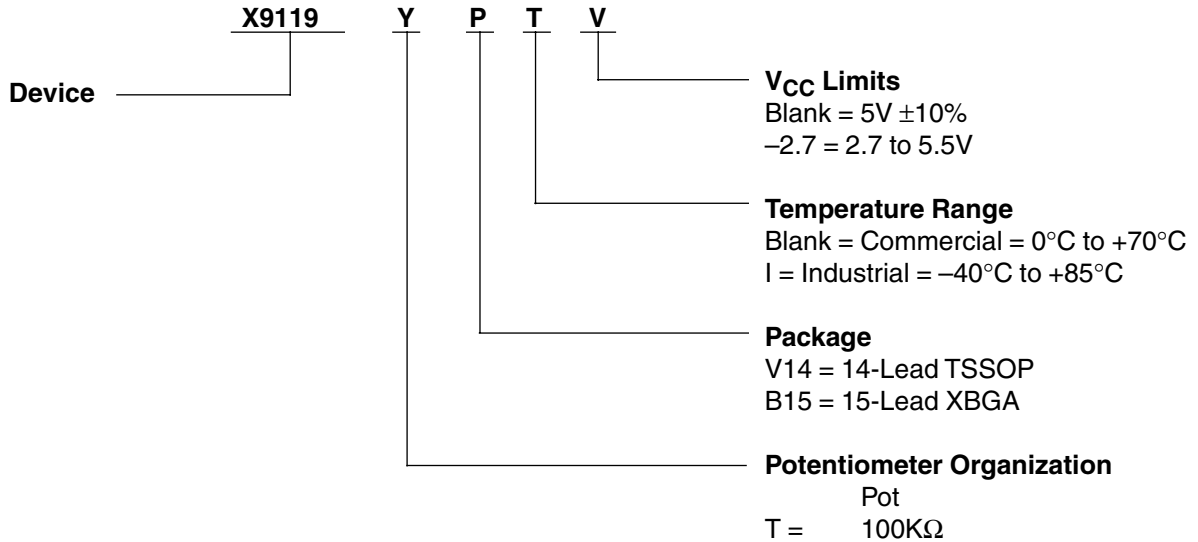 X9119 Y P T V
Device
VCC Limits
Blank = 5V ±10%
–2.7 = 2.7 to 5.5V
Temperature Range
Blank = Commercial = 0°C to +70°C
I = Industrial = –40°C to +85°C
Package
V14 = 14-Lead TSSOP
B15 = 15-Lead XBGA
Potentiometer Organization
Pot
T = 100KΩ